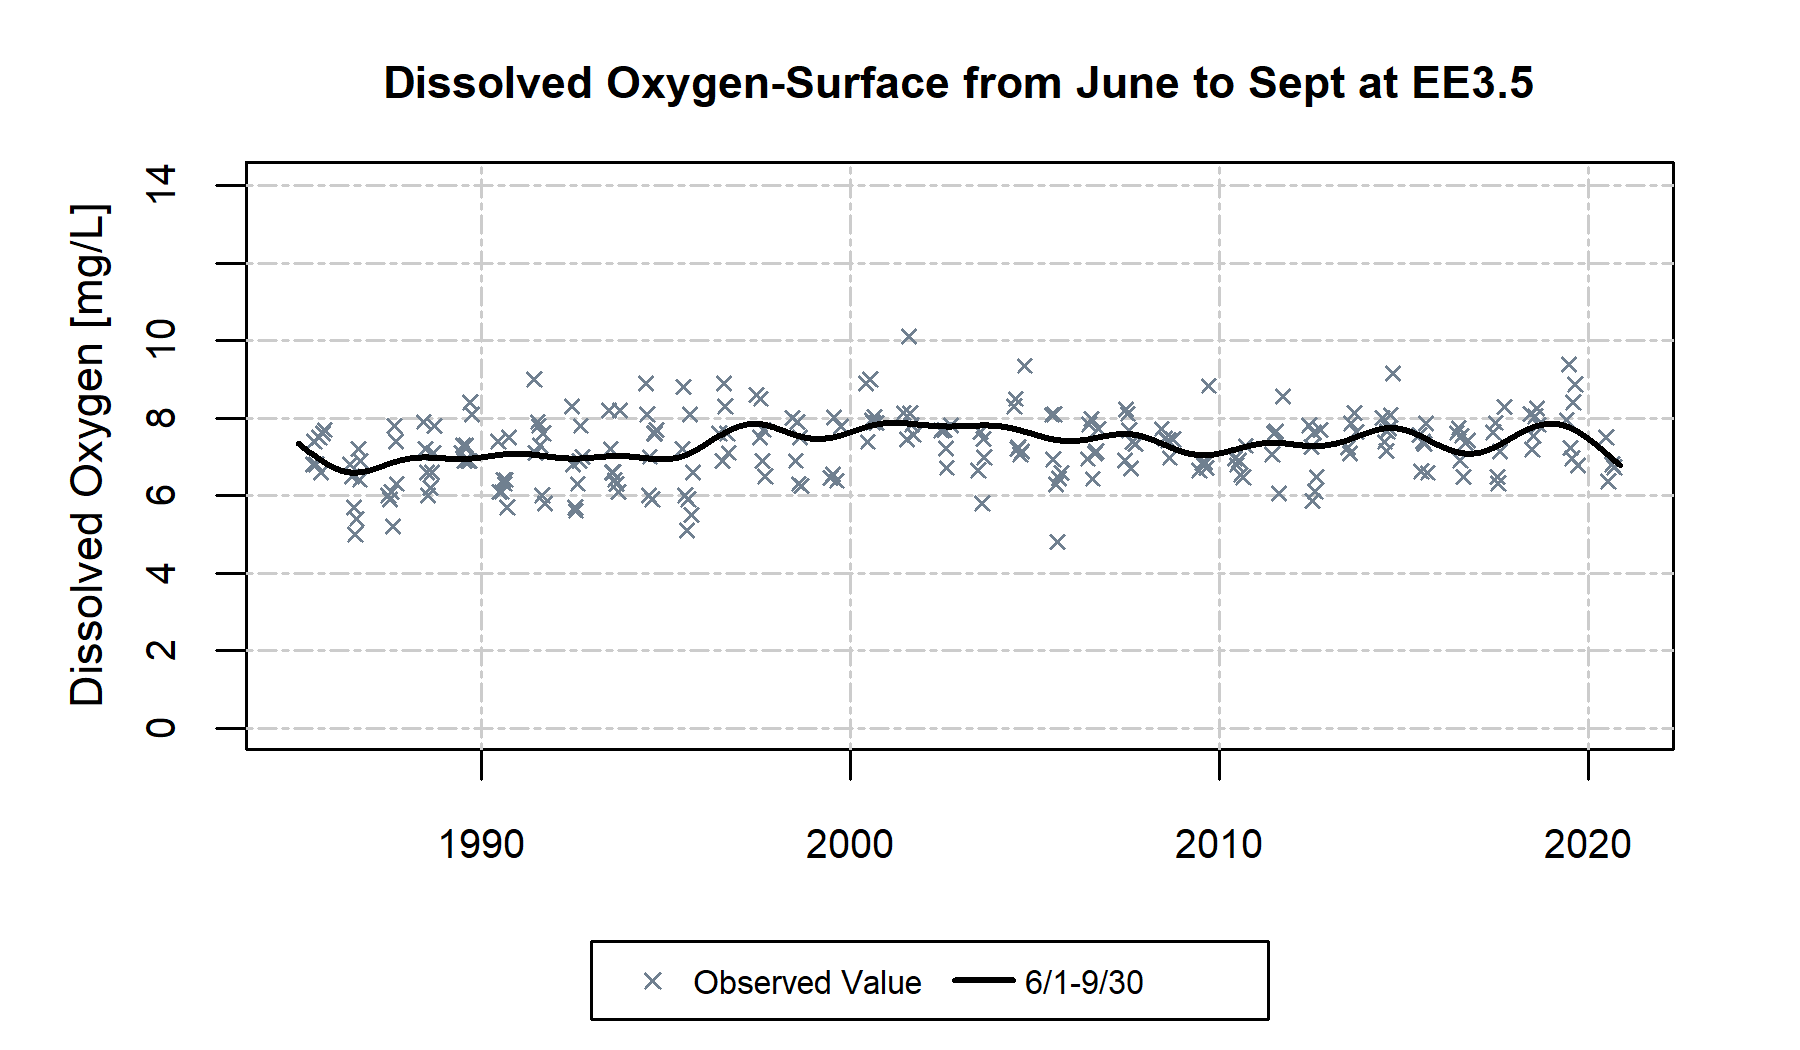 Dissolved Oxygen-Surface from June to Sept at EE3.5
Dissolved Oxygen [mg/L]
14
10
8
6
4
2
0
1990 2000 2010 2020
Observed Value 6/1-9/30